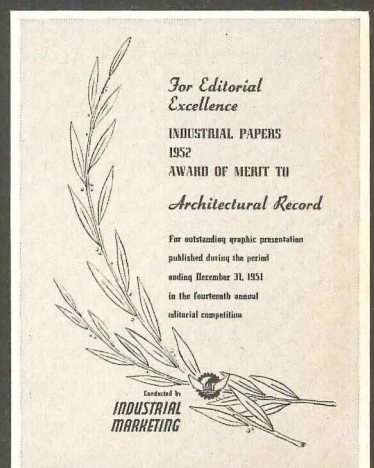 For Editorial
Excellence
INDUSTRIAL PAPERS
1952
AWARD OF MERIT TO
Architectural Record
For outstanding graphic presentation
published during the period
ending December 31, 1951
in the fourteenth annual
editorial competition
Conducted by
INDUSTRIAL
MARKETING